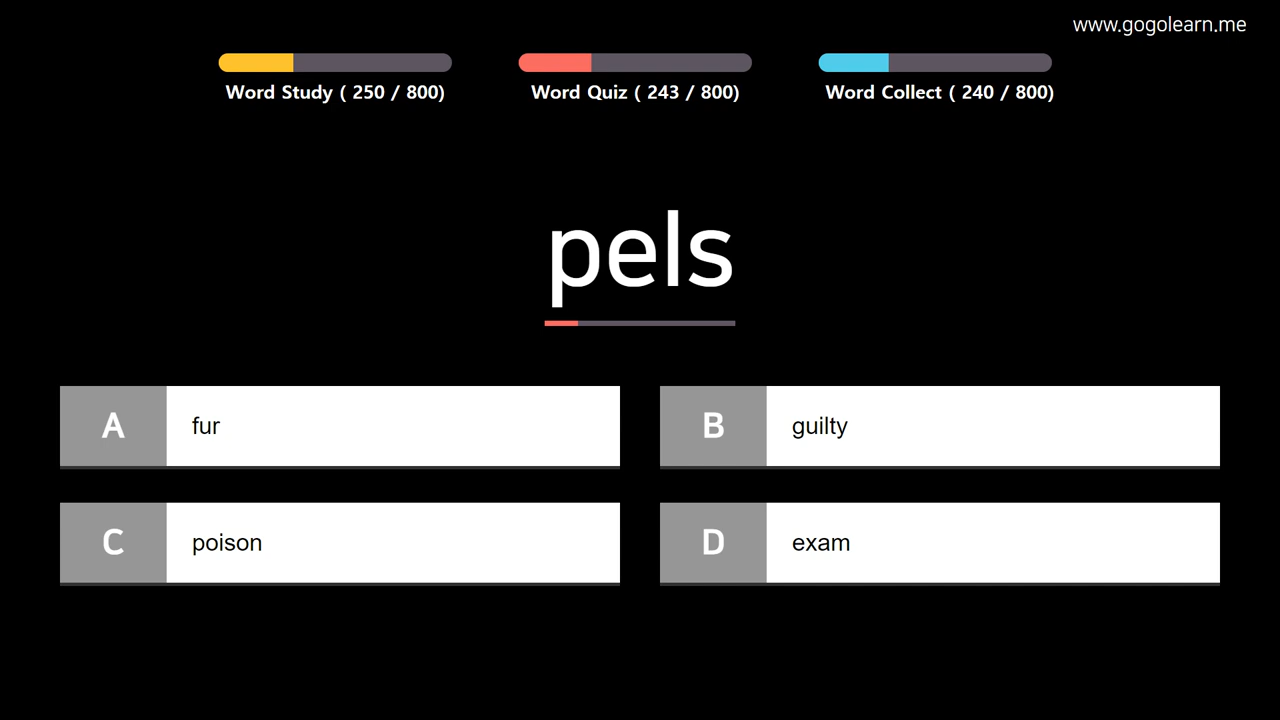 www.gogolearn.me
Word Study ( 250 / 800)
Word Quiz ( 243 / 800)
Word Collect ( 240 / 800)
pels
A fur
B guilty
C poison
D exam